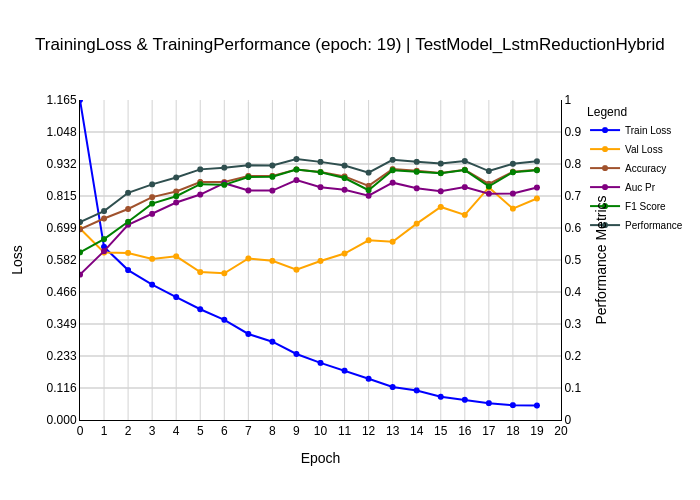 TrainingLoss & TrainingPerformance (epoch: 19) | TestModel_LstmReductionHybrid
1.165
1.048
0.932
0.815
0.699
0.582
0.466
0.349
0.233
0.116
0.000
Loss
0 1 2 3 4 5 6 7 8 9 10 11 12 13 14 15 16 17 18 19 20
Epoch
1
0.9
0.8
0.7
0.6
0.5
0.4
0.3
0.2
0.1
0
Performance Metrics
Legend
Train Loss
Val Loss
Accuracy
Auc Pr
F1 Score
Performance